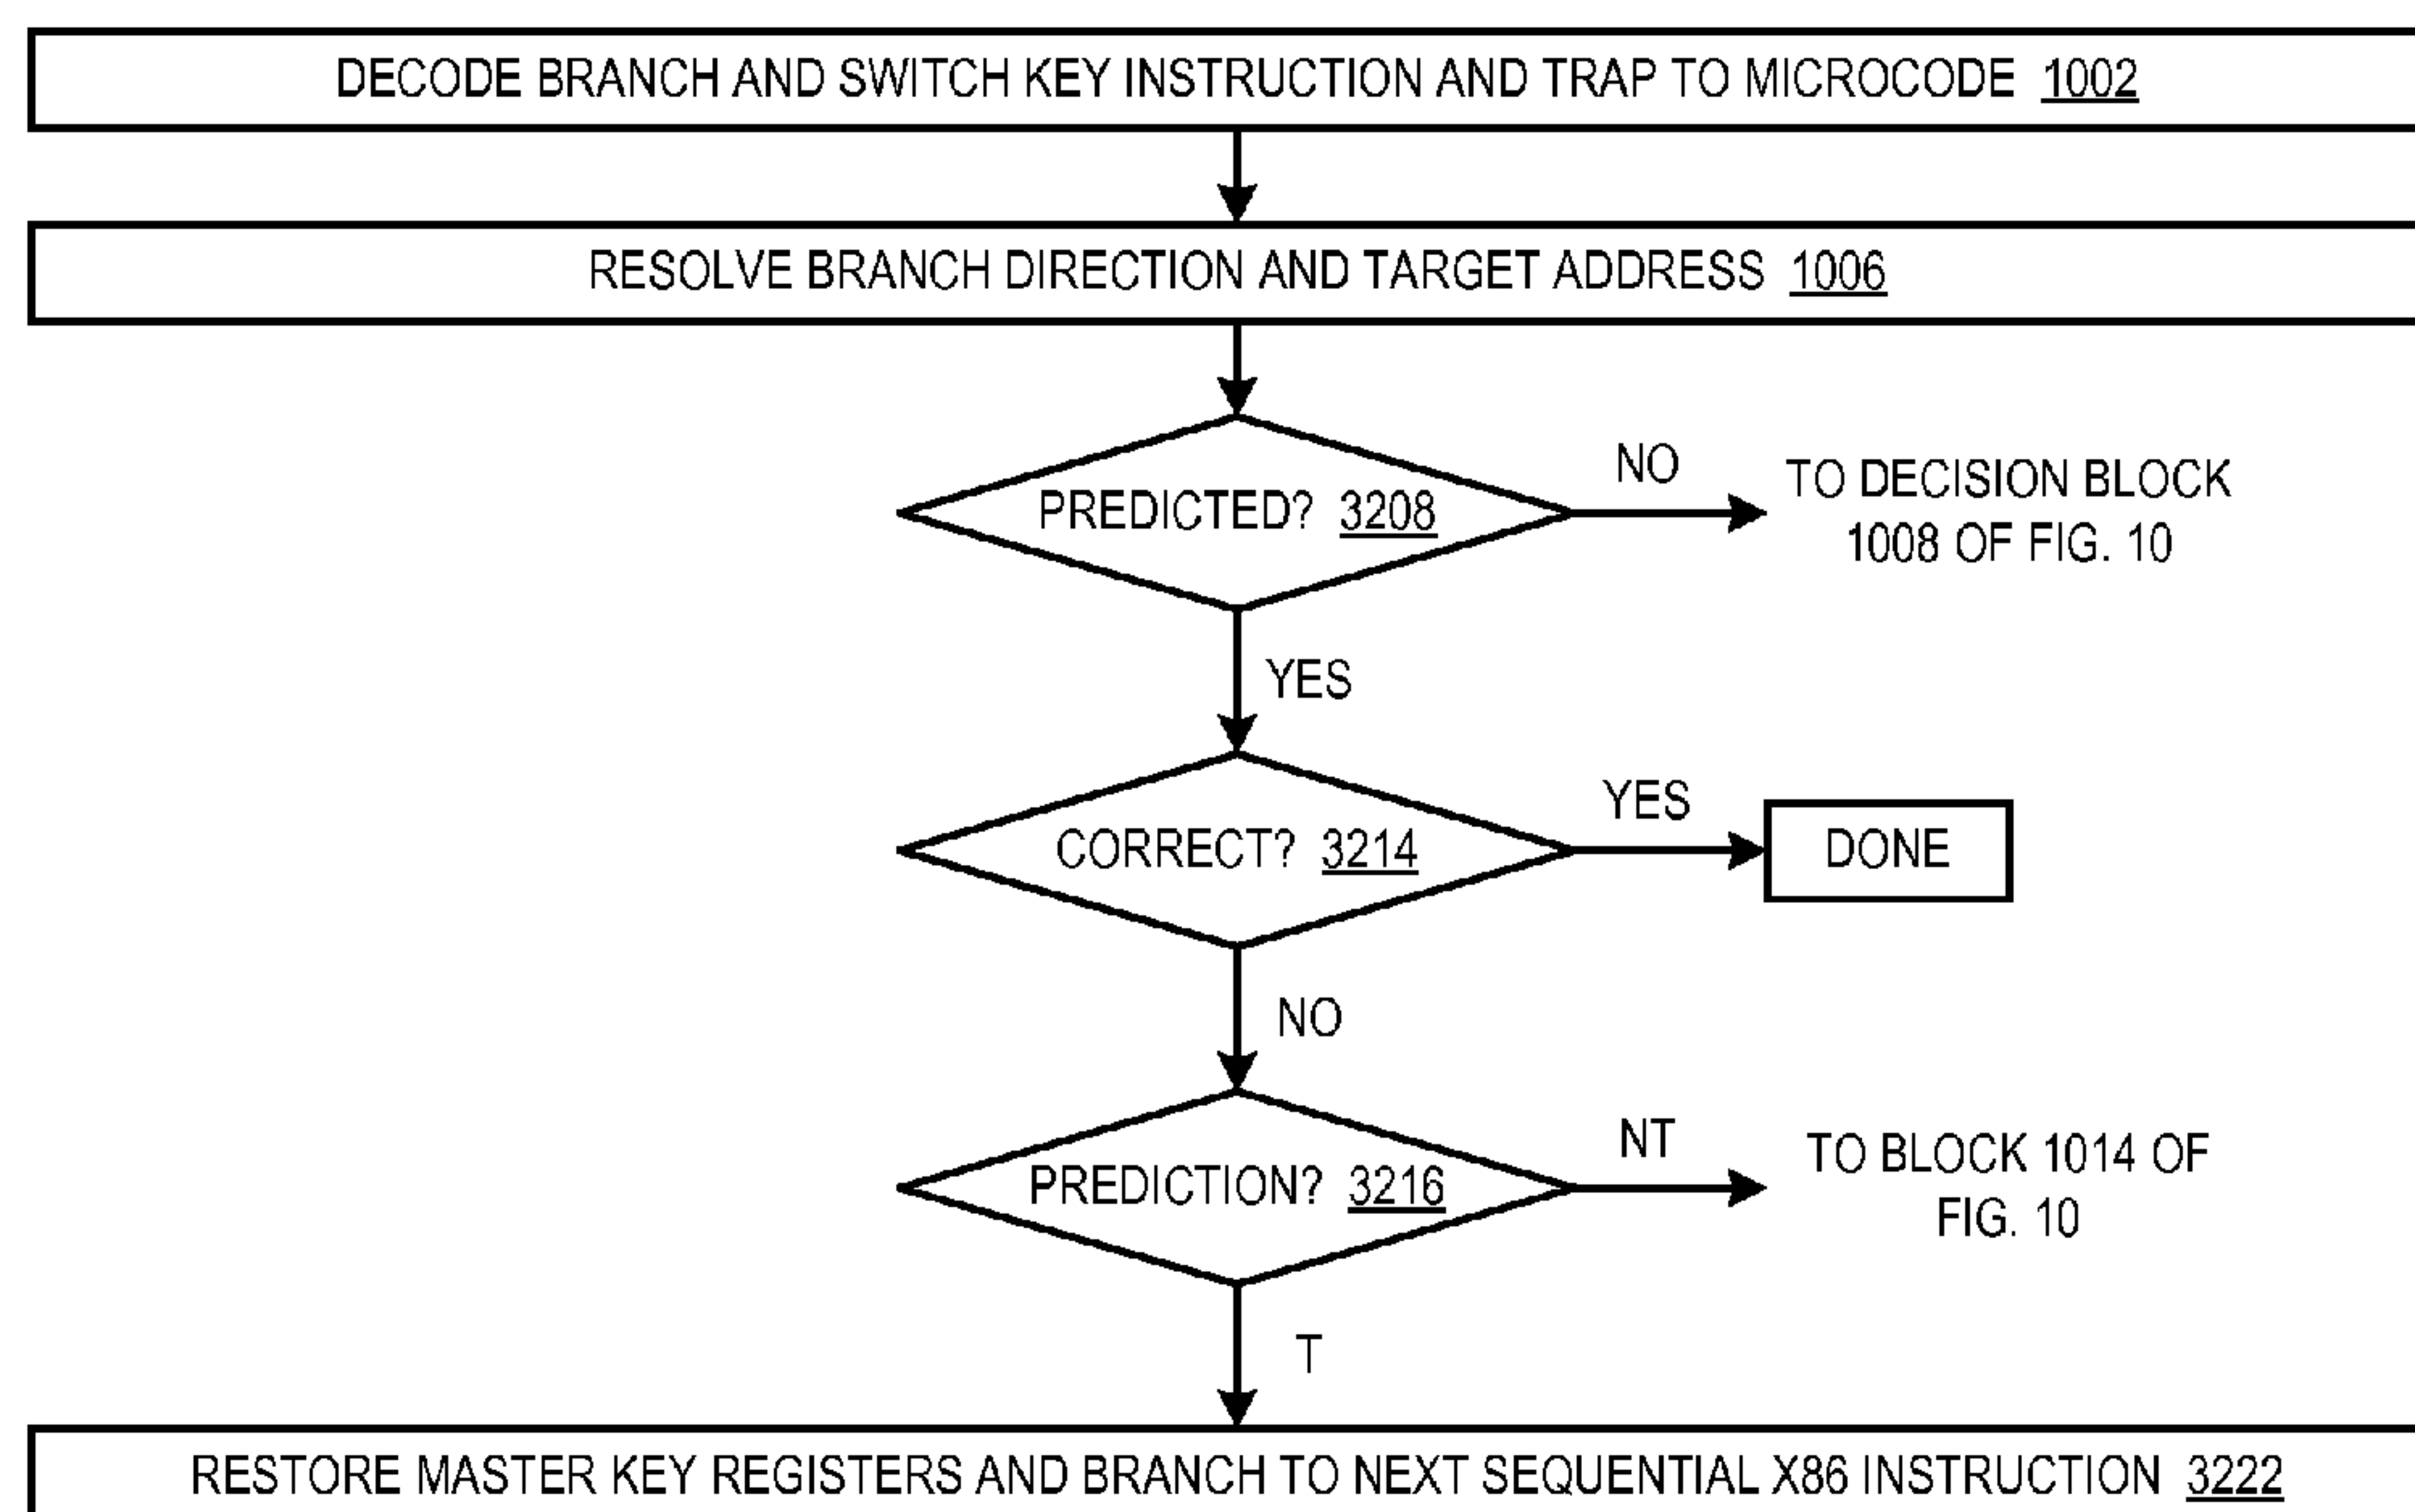 DECODE BRANCH AND SWITCH KEY INSTRUCTION AND TRAP TO MICROCODE 1002
RESOLVE BRANCH DIRECTION AND TARGET ADDRESS 1006
PREDICTED? 3208
NO
TO DECISION BLOCK
1008 OF FIG. 10
YES
CORRECT? 3214
YES
DONE
NO
PREDICTION? 3216
NT
TO BLOCK 1014 OF
FIG. 10
T
RESTORE MASTER KEY REGISTERS AND BRANCH TO NEXT SEQUENTIAL X86 INSTRUCTION 3222